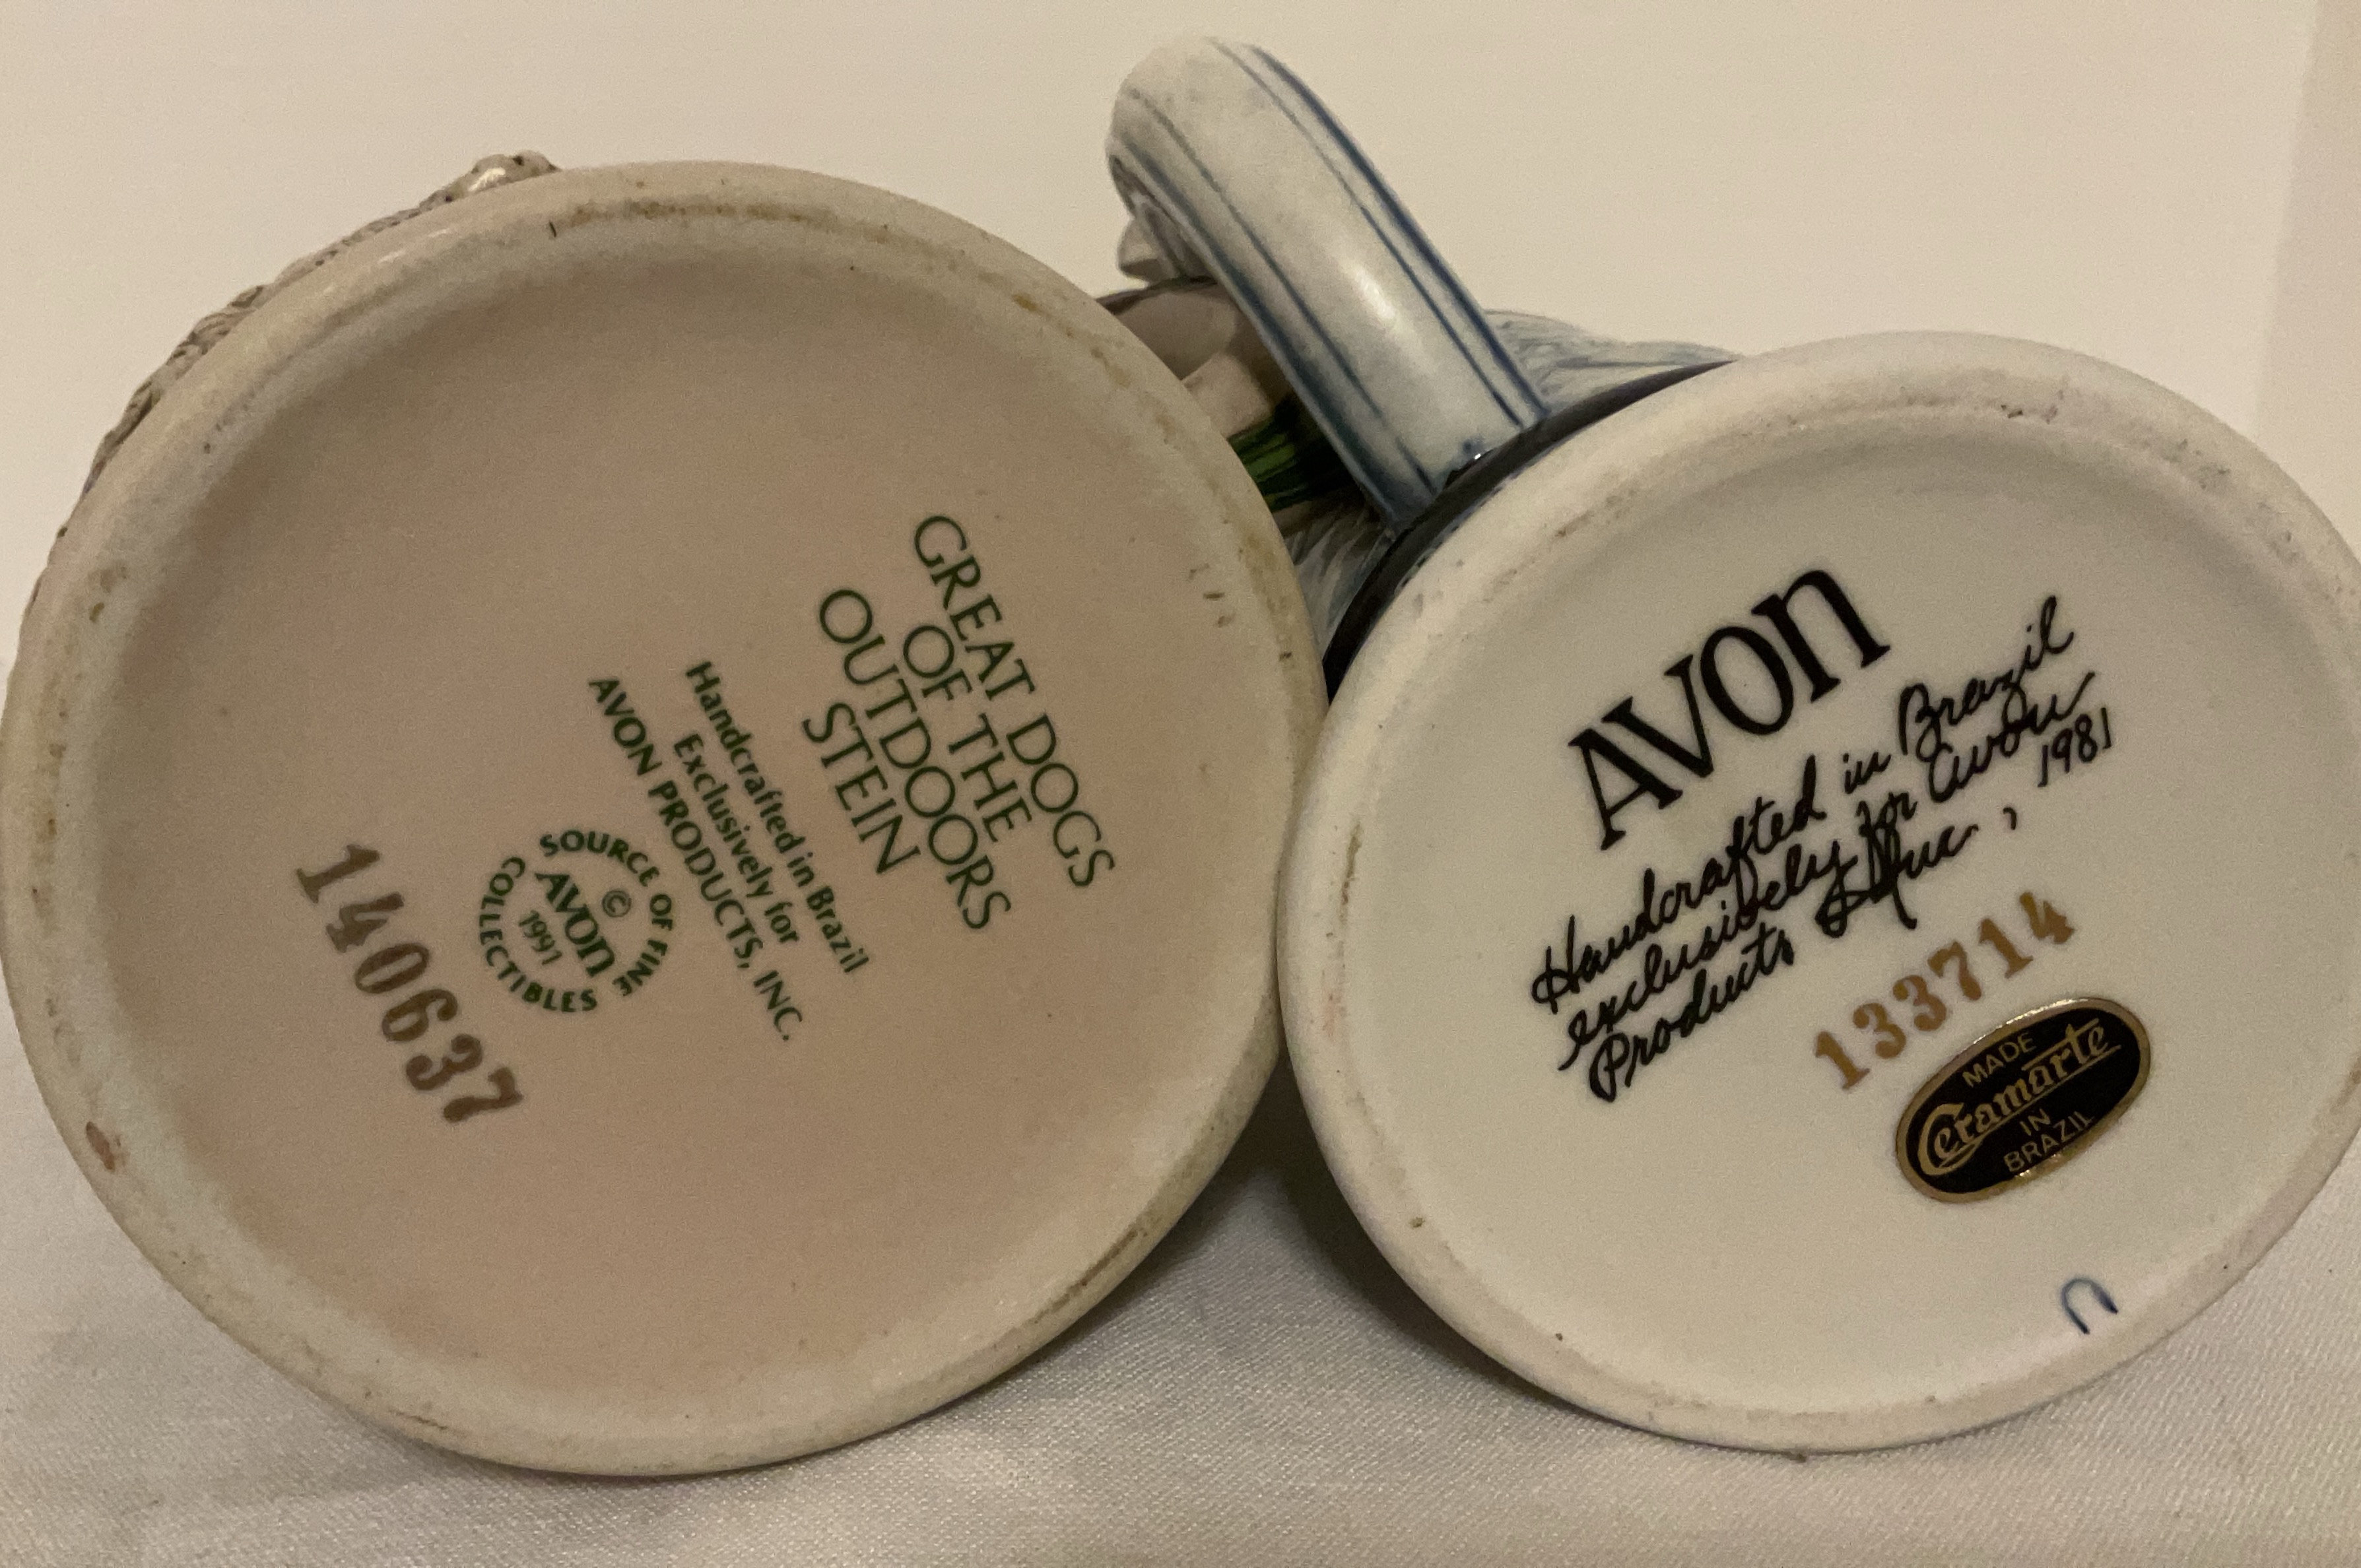 GREAT DOGS
OF THE
OUTDOORS
STEIN
Handcrafted in Brazil
Exclusively for
AVON PRODUCTS, INC.
SOURCE OF FINE COLLECTIBLES
©
AVON
1991
140637
AVON
Handcrafted in Brazil
exclusively for Avon
Products Inc., 1981
133714
MADE
Ceramarte
IN
BRAZIL